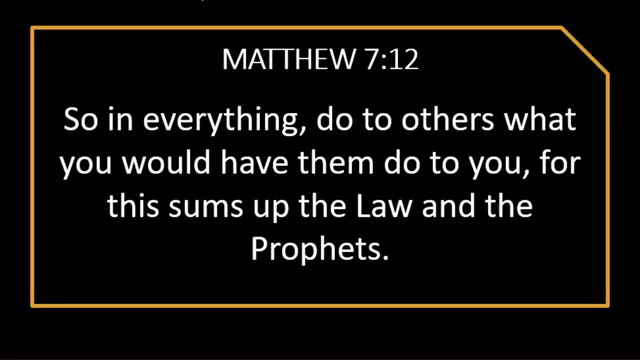 MATTHEW 7:12
So in everything, do to others what
you would have them do to you, for
this sums up the Law and the
Prophets.